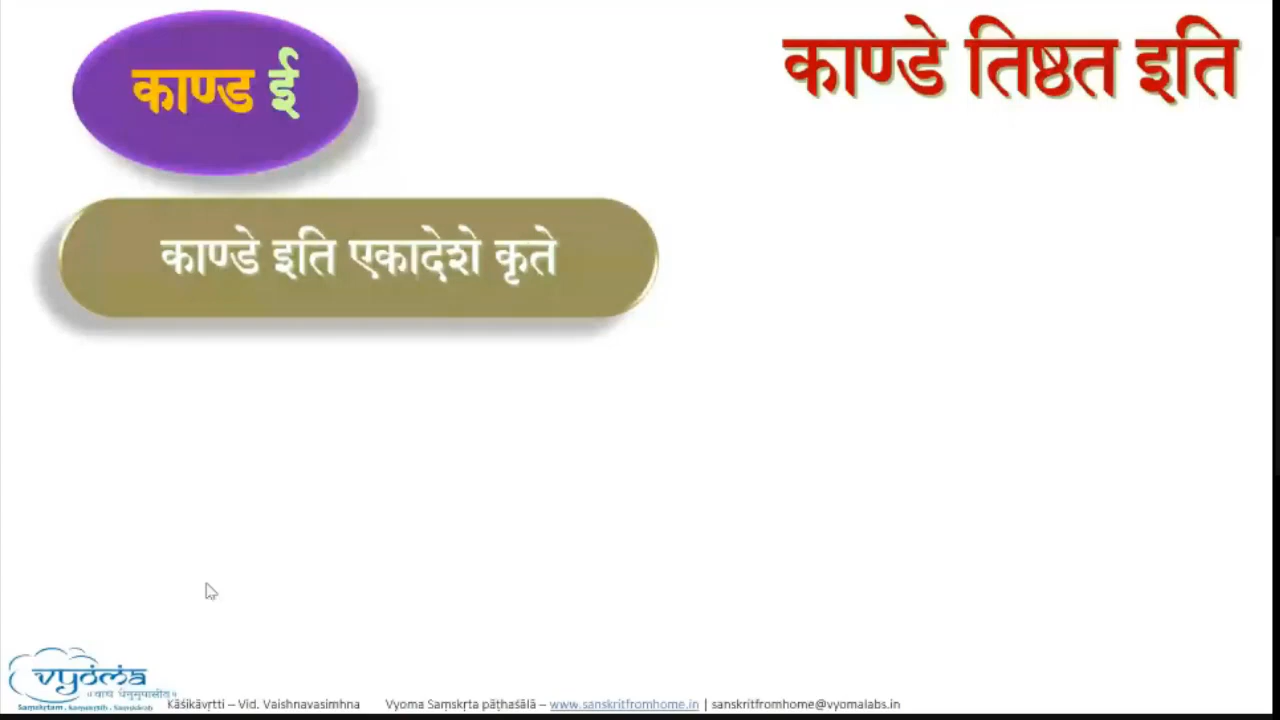 काण्डे तिष्ठत इति
काण्ड ई
काण्डे इति एकादेशे कृते
vyoma
Kāśikāvṛtti – Vid. Vaishnavasimhna Vyoma Saṃskṛta pāṭhaśālā – www.sanskritfromhome.in | sanskritfromhome@vyomalabs.in